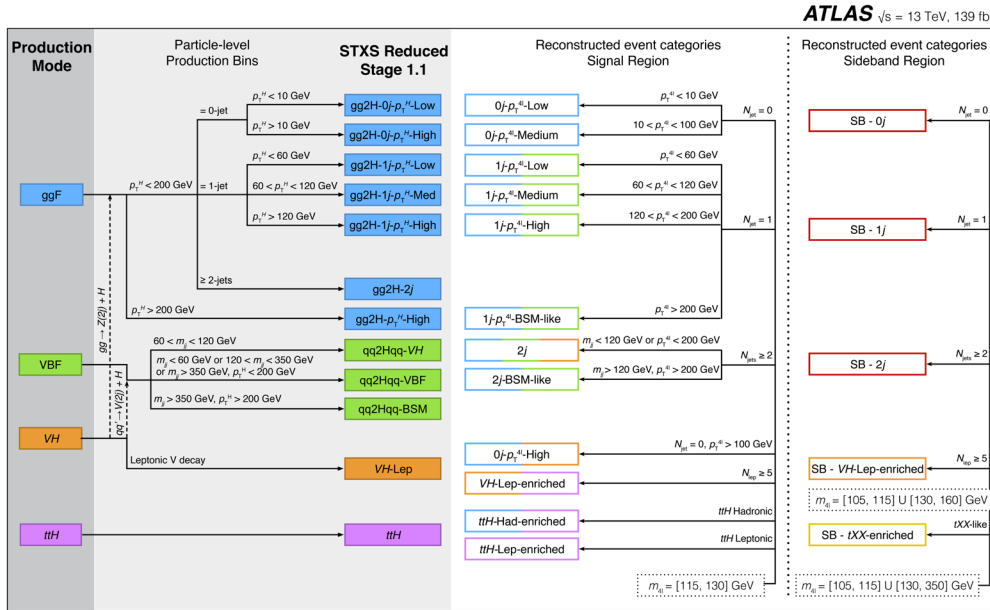 ATLAS √s = 13 TeV, 139 fb
Production Mode
Particle-level Production Bins
STXS Reduced Stage 1.1
Reconstructed event categories Signal Region
Reconstructed event categories Sideband Region
ggF
VBF
VH
ttH
gg→ Z(2j) + H
qq'→ V(2j) + H
p_T^H < 200 GeV
p_T^H > 200 GeV
= 0-jet
= 1-jet
≥ 2-jets
p_T^H < 10 GeV
gg2H-0j-p_T^H-Low
p_T^H > 10 GeV
gg2H-0j-p_T^H-High
p_T^H < 60 GeV
gg2H-1j-p_T^H-Low
60 < p_T^H < 120 GeV
gg2H-1j-p_T^H-Med
p_T^H > 120 GeV
gg2H-1j-p_T^H-High
gg2H-2j
gg2H-p_T^H-High
60 < m_jj < 120 GeV
qq2Hqq-VH
m_jj < 60 GeV or 120 < m_jj < 350 GeV
or m_jj > 350 GeV, p_T^H < 200 GeV
qq2Hqq-VBF
m_jj > 350 GeV, p_T^H > 200 GeV
qq2Hqq-BSM
Leptonic V decay
VH-Lep
ttH
0j-p_T^4l-Low
p_T^4l < 10 GeV
N_jet = 0
0j-p_T^4l-Medium
10 < p_T^4l < 100 GeV
1j-p_T^4l-Low
p_T^4l < 60 GeV
1j-p_T^4l-Medium
60 < p_T^4l < 120 GeV
1j-p_T^4l-High
120 < p_T^4l < 200 GeV
N_jet = 1
1j-p_T^4l-BSM-like
p_T^4l > 200 GeV
2j
m_jj < 120 GeV or p_T^4l < 200 GeV
N_jets ≥ 2
2j-BSM-like
m_jj > 120 GeV, p_T^4l > 200 GeV
0j-p_T^4l-High
N_jet = 0, p_T^4l > 100 GeV
VH-Lep-enriched
N_lep ≥ 5
ttH-Had-enriched
ttH Hadronic
ttH-Lep-enriched
ttH Leptonic
m_4l = [115, 130] GeV
SB - 0j
N_jet = 0
SB - 1j
N_jet = 1
SB - 2j
N_jets ≥ 2
SB - VH-Lep-enriched
N_lep ≥ 5
m_4l = [105, 115] U [130, 160] GeV
SB - tXX-enriched
tXX-like
m_4l = [105, 115] U [130, 350] GeV